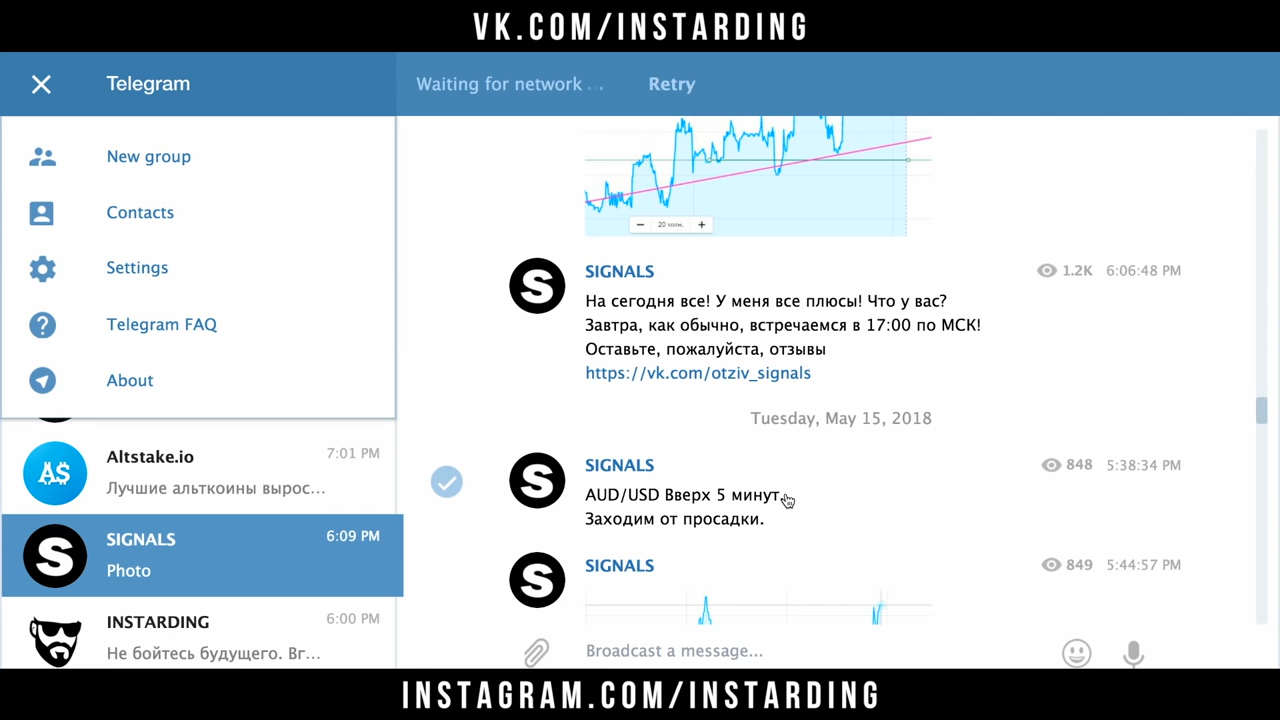 VK.COM/INSTARDING
Telegram
Waiting for network ...
Retry
New group
Contacts
Settings
Telegram FAQ
About
Altstake.io
7:01 PM
Лучшие альткоины вырос...
SIGNALS
6:09 PM
Photo
INSTARDING
6:00 PM
Не бойтесь будущего. Вг...
− 20 мин. +
SIGNALS
1.2K 6:06:48 PM
На сегодня все! У меня все плюсы! Что у вас?
Завтра, как обычно, встречаемся в 17:00 по МСК!
Оставьте, пожалуйста, отзывы
https://vk.com/otziv_signals
Tuesday, May 15, 2018
SIGNALS
848 5:38:34 PM
AUD/USD Вверх 5 минут.
Заходим от просадки.
SIGNALS
849 5:44:57 PM
Broadcast a message...
INSTAGRAM.COM/INSTARDING